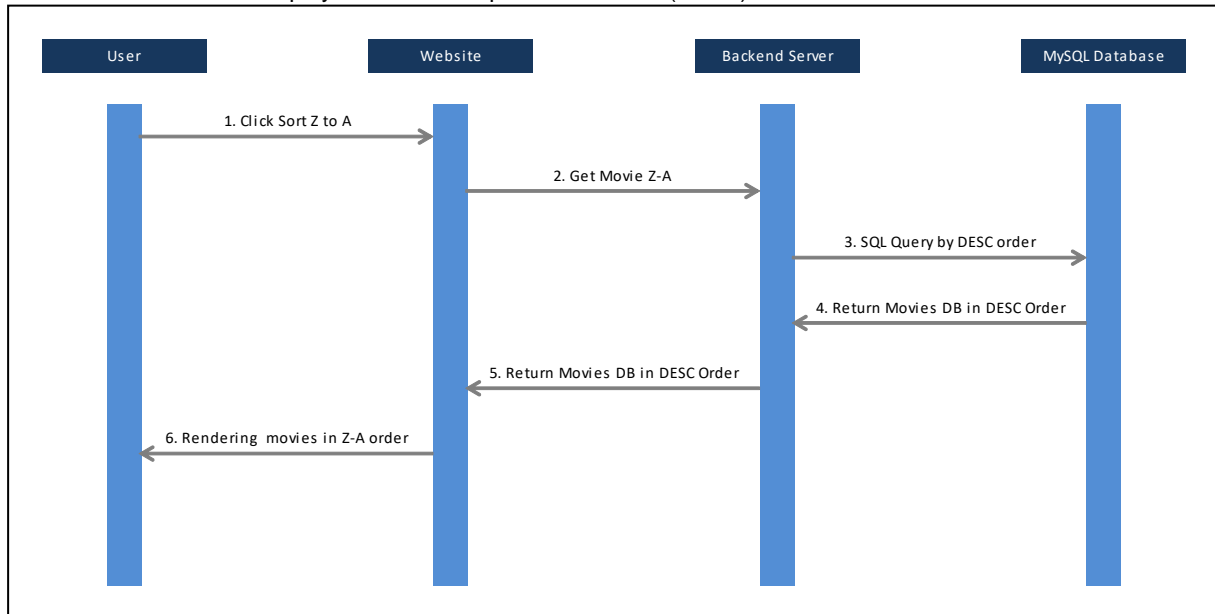 User Website Backend Server MySQL Database
1. Click Sort Z to A
2. Get Movie Z-A
3. SQL Query by DESC order
4. Return Movies DB in DESC Order
5. Return Movies DB in DESC Order
6. Rendering movies in Z-A order